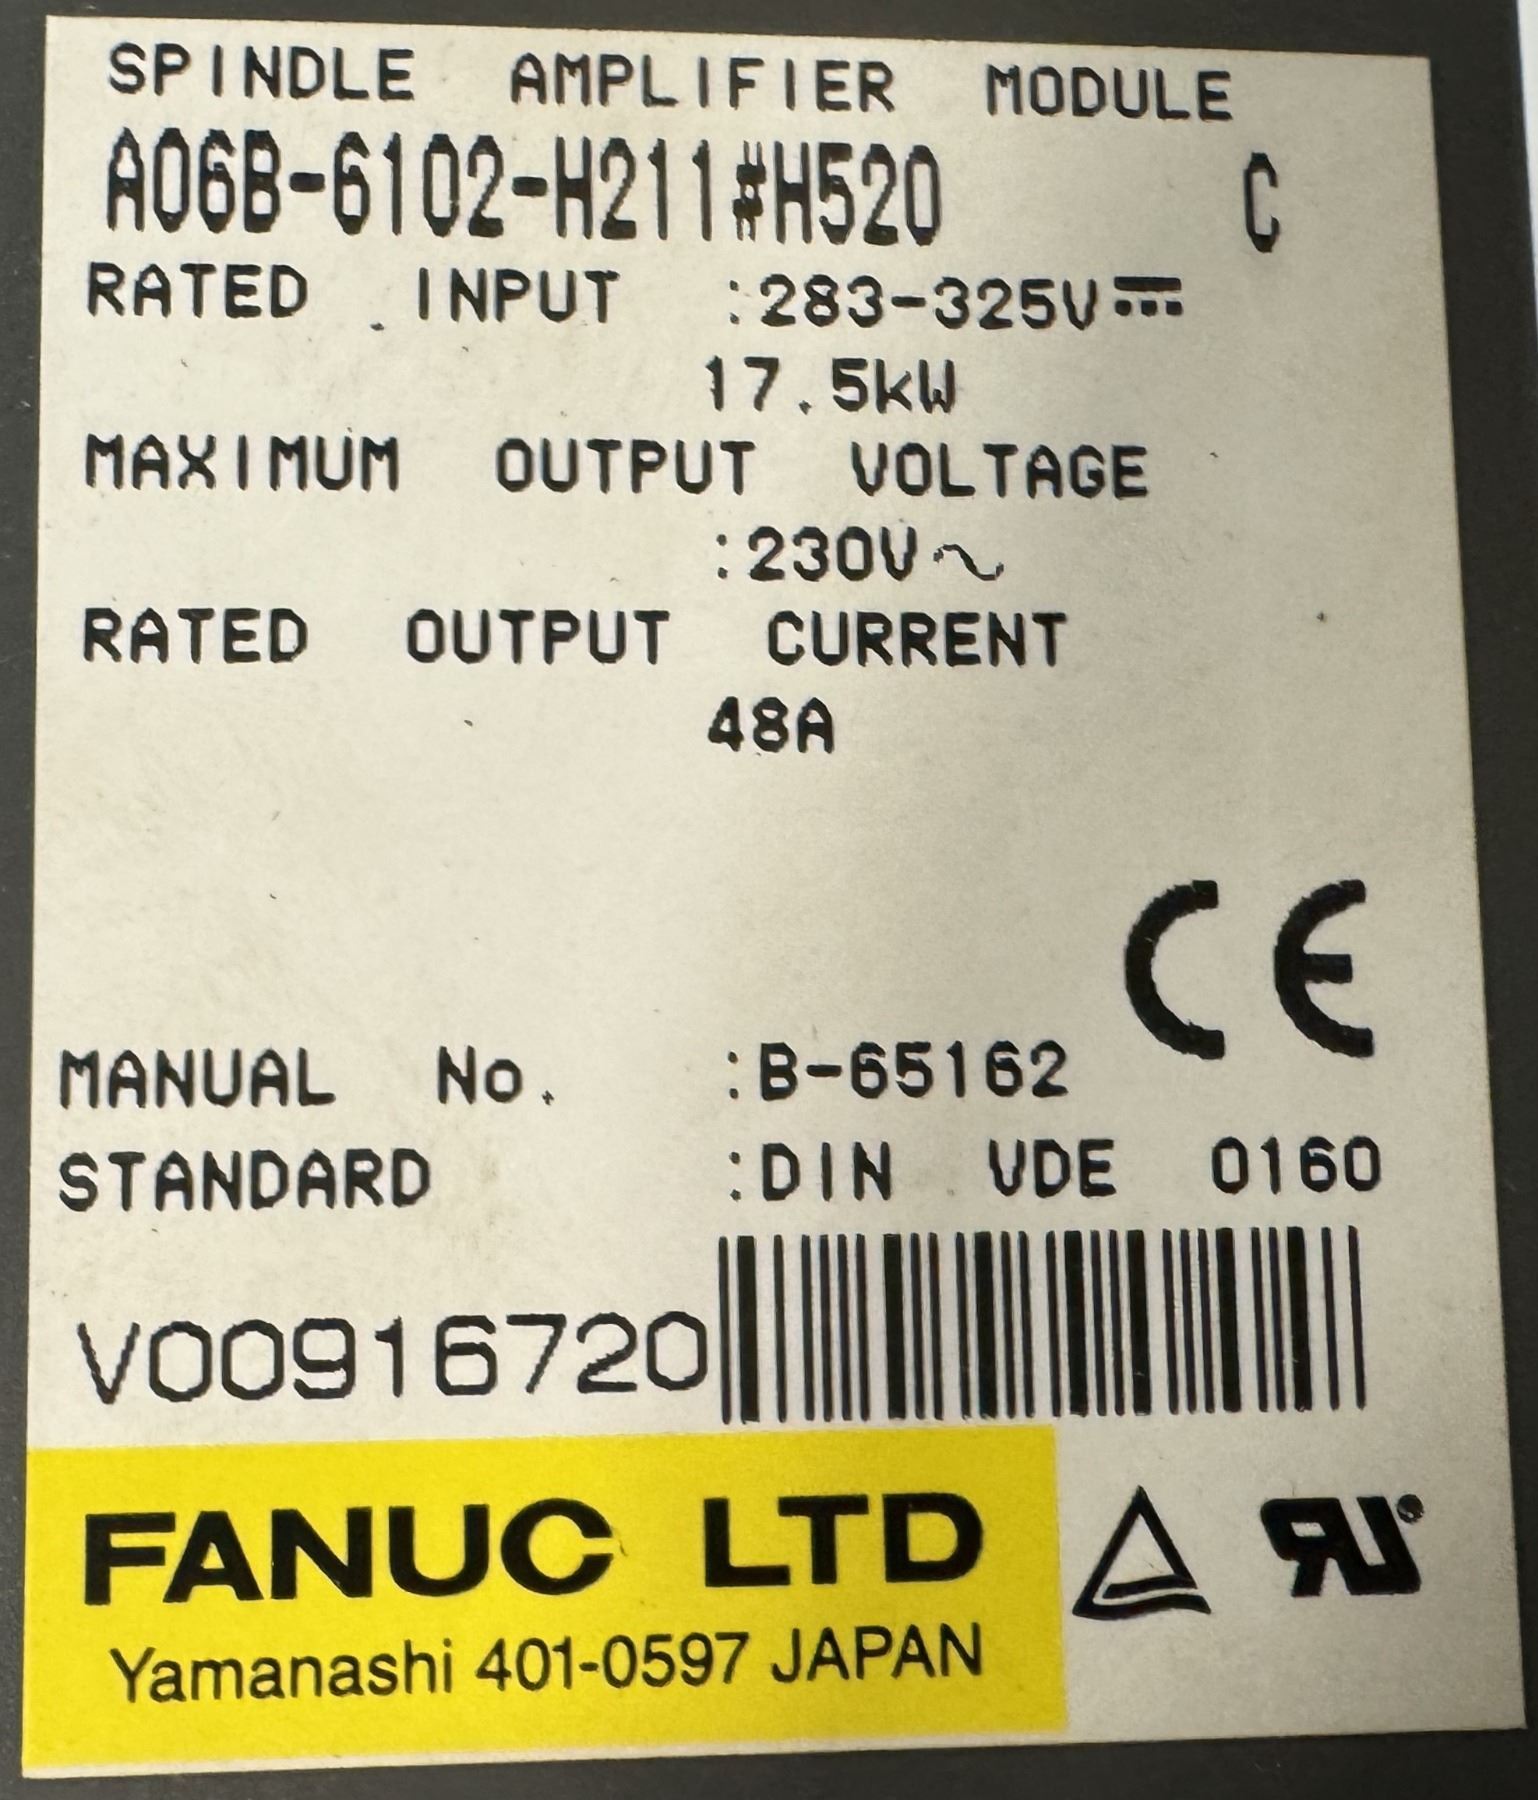 SPINDLE AMPLIFIER MODULE
A06B-6102-H211#H520 C
RATED INPUT :283-325V⎓
17.5kW
MAXIMUM OUTPUT VOLTAGE
:230V~
RATED OUTPUT CURRENT
48A
CE
MANUAL No. :B-65162
STANDARD :DIN VDE 0160
V00916720
FANUC LTD
Yamanashi 401-0597 JAPAN